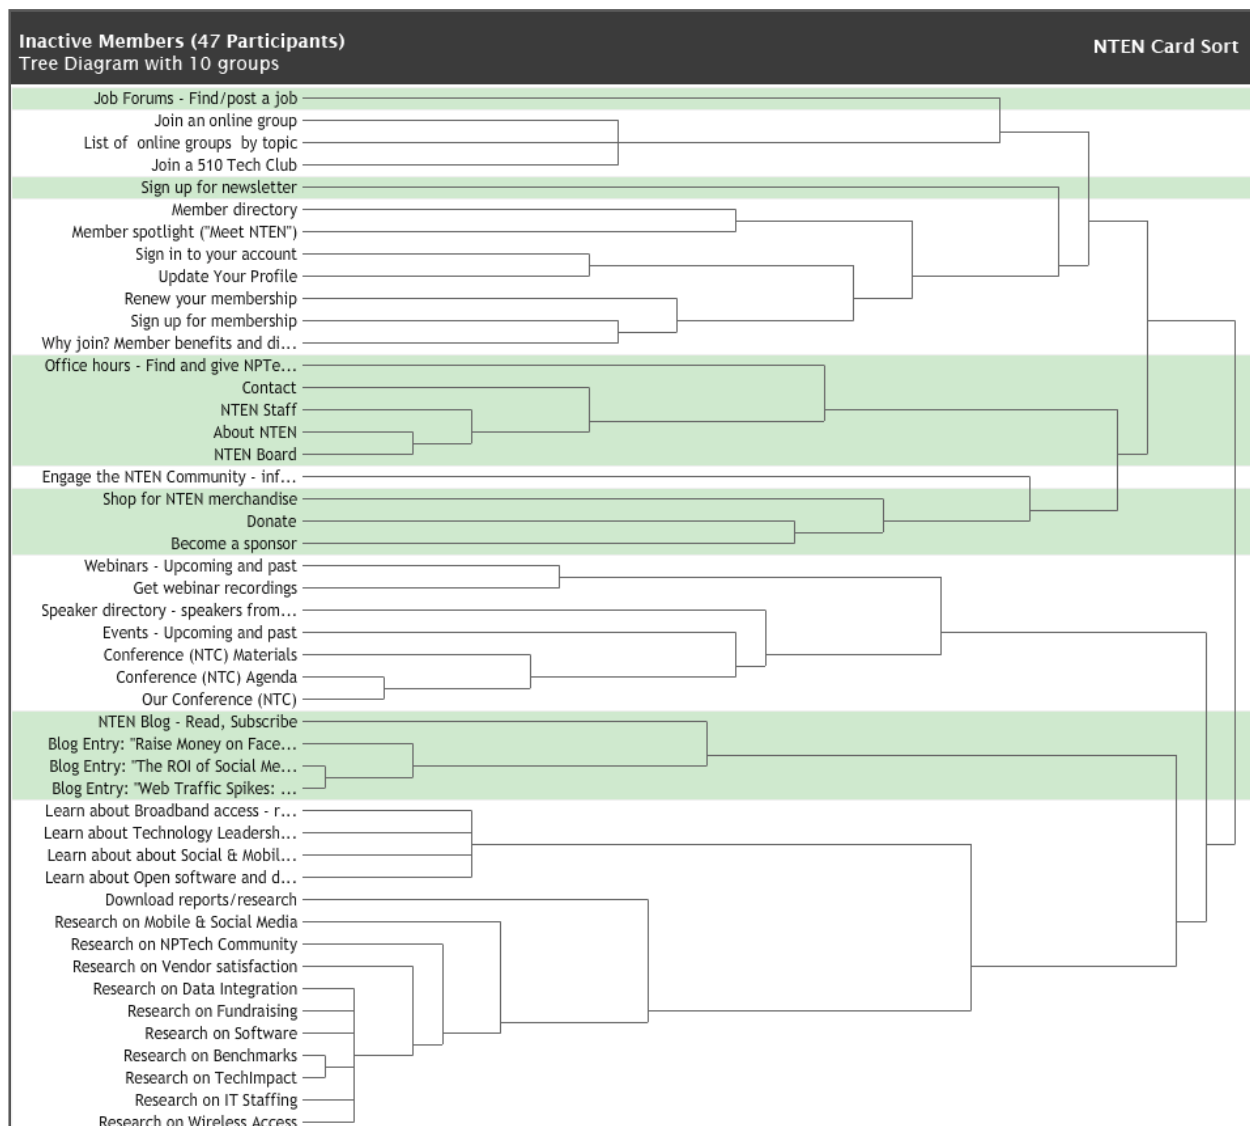 Inactive Members (47 Participants)
NTEN Card Sort
Tree Diagram with 10 groups
Job Forums - Find/post a job
Join an online group
List of online groups by topic
Join a 510 Tech Club
Sign up for newsletter
Member directory
Member spotlight ("Meet NTEN")
Sign in to your account
Update Your Profile
Renew your membership
Sign up for membership
Why join? Member benefits and di...
Office hours - Find and give NPTe...
Contact
NTEN Staff
About NTEN
NTEN Board
Engage the NTEN Community - inf...
Shop for NTEN merchandise
Donate
Become a sponsor
Webinars - Upcoming and past
Get webinar recordings
Speaker directory - speakers from...
Events - Upcoming and past
Conference (NTC) Materials
Conference (NTC) Agenda
Our Conference (NTC)
NTEN Blog - Read, Subscribe
Blog Entry: "Raise Money on Face...
Blog Entry: "The ROI of Social Me...
Blog Entry: "Web Traffic Spikes: ...
Learn about Broadband access - r...
Learn about Technology Leadersh...
Learn about about Social & Mobil...
Learn about Open software and d...
Download reports/research
Research on Mobile & Social Media
Research on NPTech Community
Research on Vendor satisfaction
Research on Data Integration
Research on Fundraising
Research on Software
Research on Benchmarks
Research on TechImpact
Research on IT Staffing
Research on Wireless Access